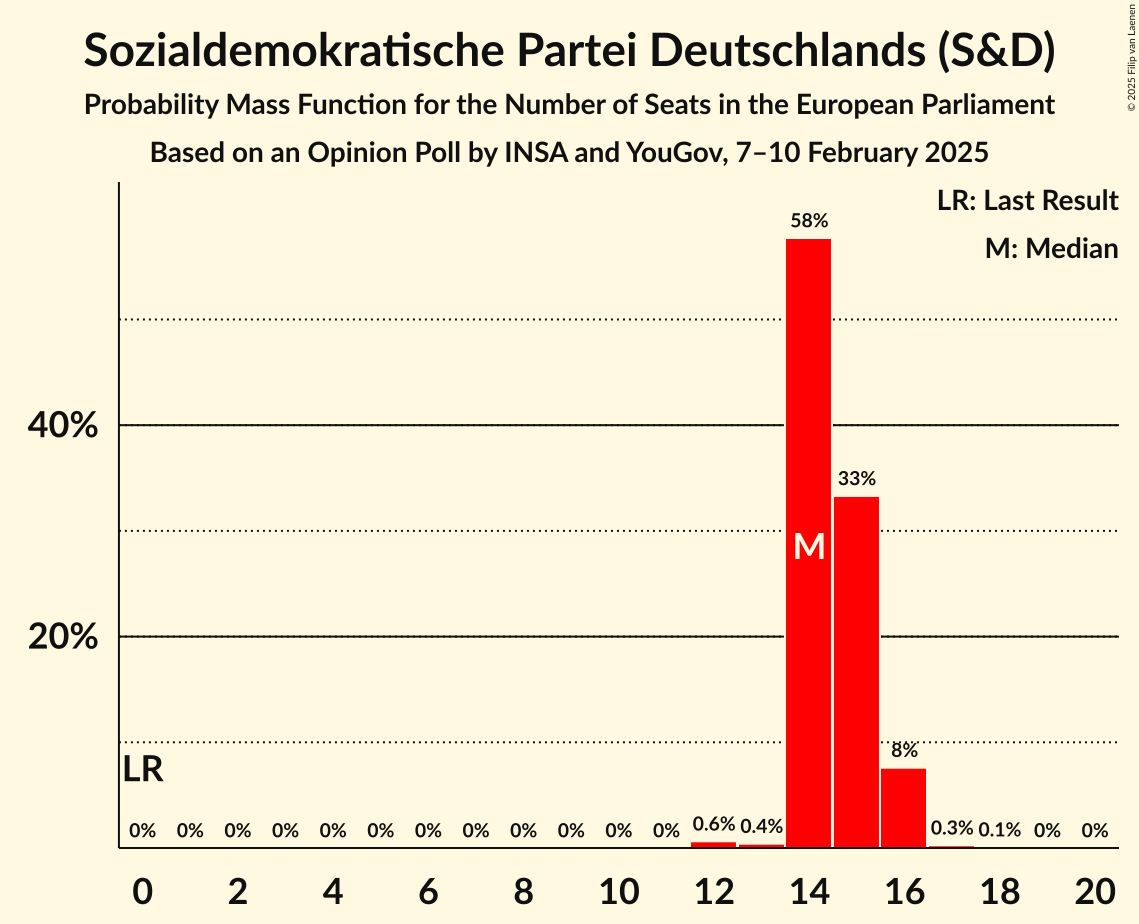 Sozialdemokratische Partei Deutschlands (S&D)
Probability Mass Function for the Number of Seats in the European Parliament
Based on an Opinion Poll by INSA and YouGov, 7–10 February 2025
© 2025 Filip van Laenen
LR: Last Result
M: Median
58%
40%
33%
M
20%
8%
LR
0% 0% 0% 0% 0% 0% 0% 0% 0% 0% 0% 0% 0.6% 0.4% 0.3% 0.1% 0% 0%
0 2 4 6 8 10 12 14 16 18 20